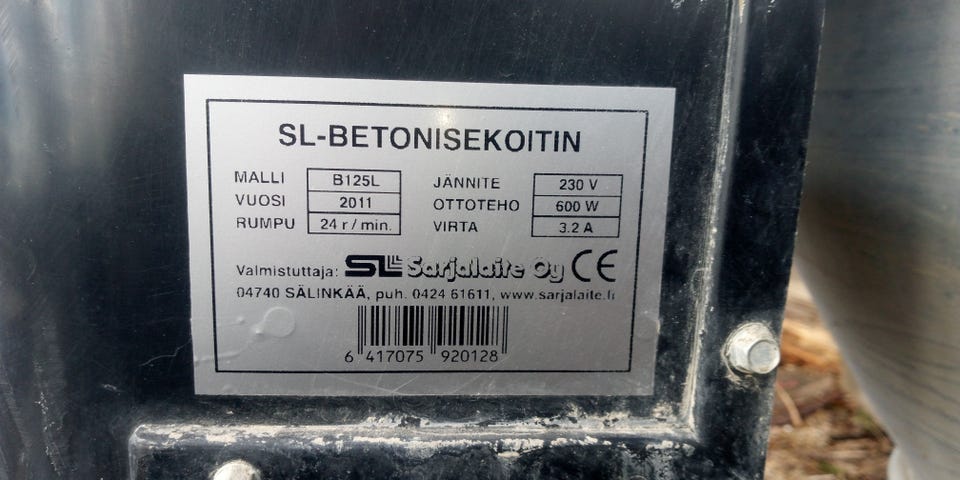 SL-BETONISEKOITIN
MALLI B125L JÄNNITE 230 V
VUOSI 2011 OTTOTEHO 600 W
RUMPU 24 r / min. VIRTA 3.2 A
Valmistuttaja: SLL Sarjalaite Oy CE
04740 SÄLINKÄÄ, puh. 0424 61611, www.sarjalaite.fi
6 417075 920128